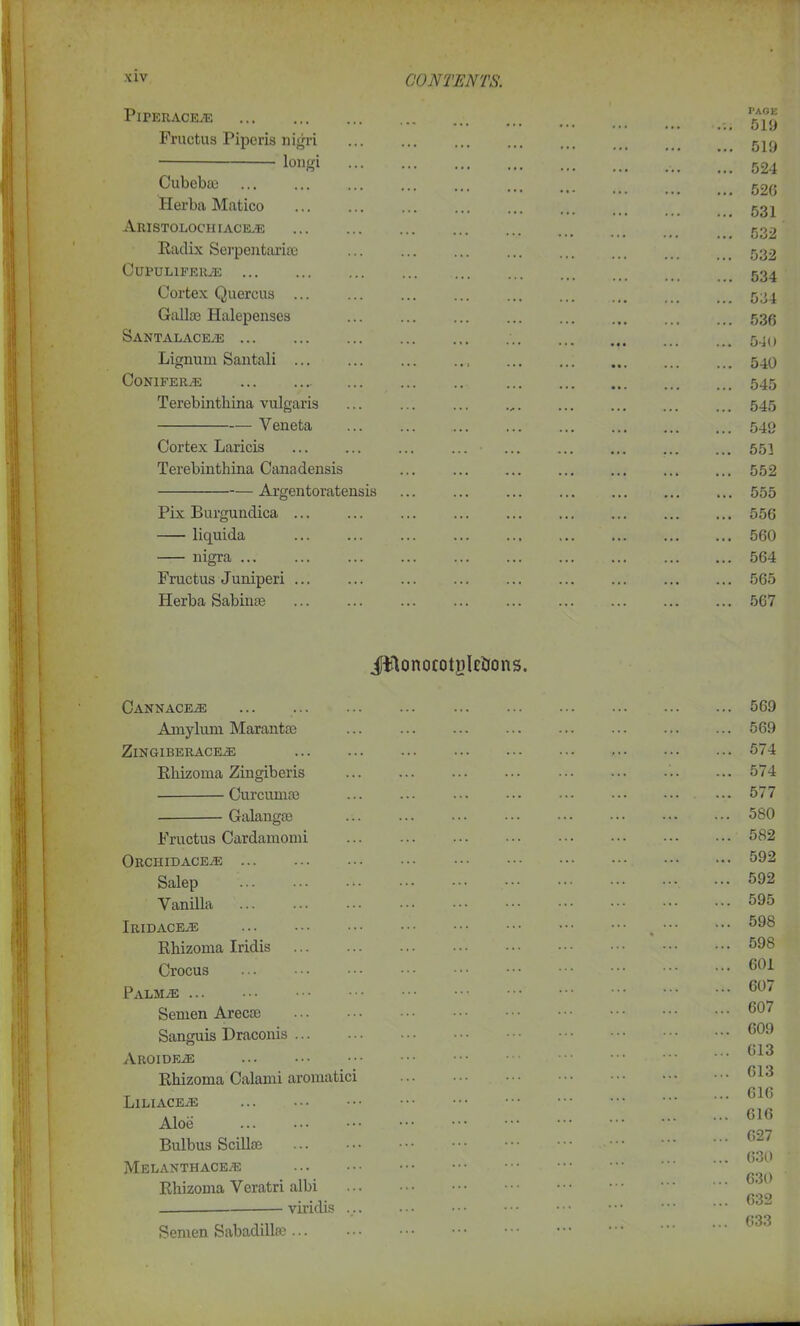 xiv CONTENTS.
PAGE
PIPERACEÆ ... 519
Fructus Piperis nigri ... 519
——— longi ... 524
Cubebæ ... 526
Herba Matico ... 531
ARISTOLOCHIACEÆ ... 532
Radix Serpentariæ ... 532
CUPULIFERÆ ... 534
Cortex Quercus ... 534
Gallæ Halepenses ... 536
SANTALACEÆ ... 540
Lignum Santali ... 540
CONIFERÆ ... 545
Terebinthina vulgaris ... 545
——— Veneta ... 549
Cortex Laricis ... 551
Terebinthina Canadensis ... 552
——— Argentoratensis ... 555
Pix Burgundica ... 556
—— liquida ... 560
—— nigra ... 564
Fructus Juniperi ... 565
Herba Sabinæ ... 567
Monocotyledons.
CANNACEÆ ... 569
Amylum Marantæ ... 569
ZINGIBERACEÆ ... 574
Rhizoma Zingiberis ... 574
——— Curcumæ ... 577
——— Galangæ ... 580
Fructus Cardamomi ... 582
ORCHIDACEÆ ... 592
Salep ... 592
Vanilla ... 595
IRIDACEÆ ... 598
Rhizoma Iridis ... 598
Crocus ... 601
PALMÆ ... 607
Semen Arecæ ... 607
Sanguis Draconis ... 609
AROIDEÆ ... 613
Rhizoma Calami aromatici ... 613
LILIACEÆ ... 616
Aloë ... 616
Bulbus Scillæ ... 627
MELANTHACEÆ ... 630
Rhizoma Veratri albi ... 630
——— viridis ... 632
Semen Sabadillæ ... 633